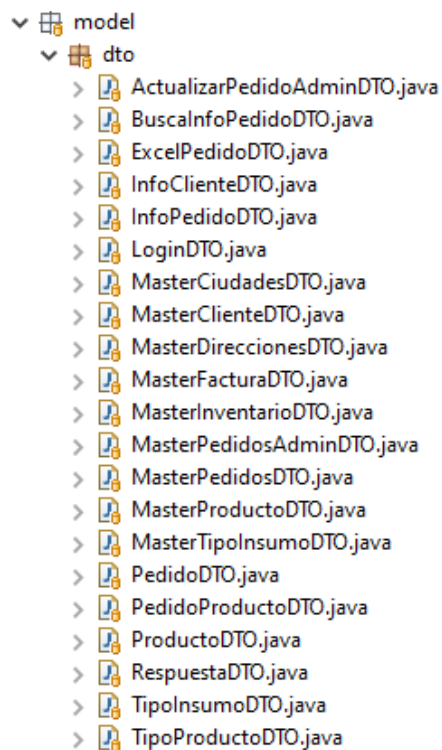 model
dto
ActualizarPedidoAdminDTO.java
BuscaInfoPedidoDTO.java
ExcelPedidoDTO.java
InfoClienteDTO.java
InfoPedidoDTO.java
LoginDTO.java
MasterCiudadesDTO.java
MasterClienteDTO.java
MasterDireccionesDTO.java
MasterFacturaDTO.java
MasterInventarioDTO.java
MasterPedidosAdminDTO.java
MasterPedidosDTO.java
MasterProductoDTO.java
MasterTipoInsumoDTO.java
PedidoDTO.java
PedidoProductoDTO.java
ProductoDTO.java
RespuestaDTO.java
TipoInsumoDTO.java
TipoProductoDTO.java